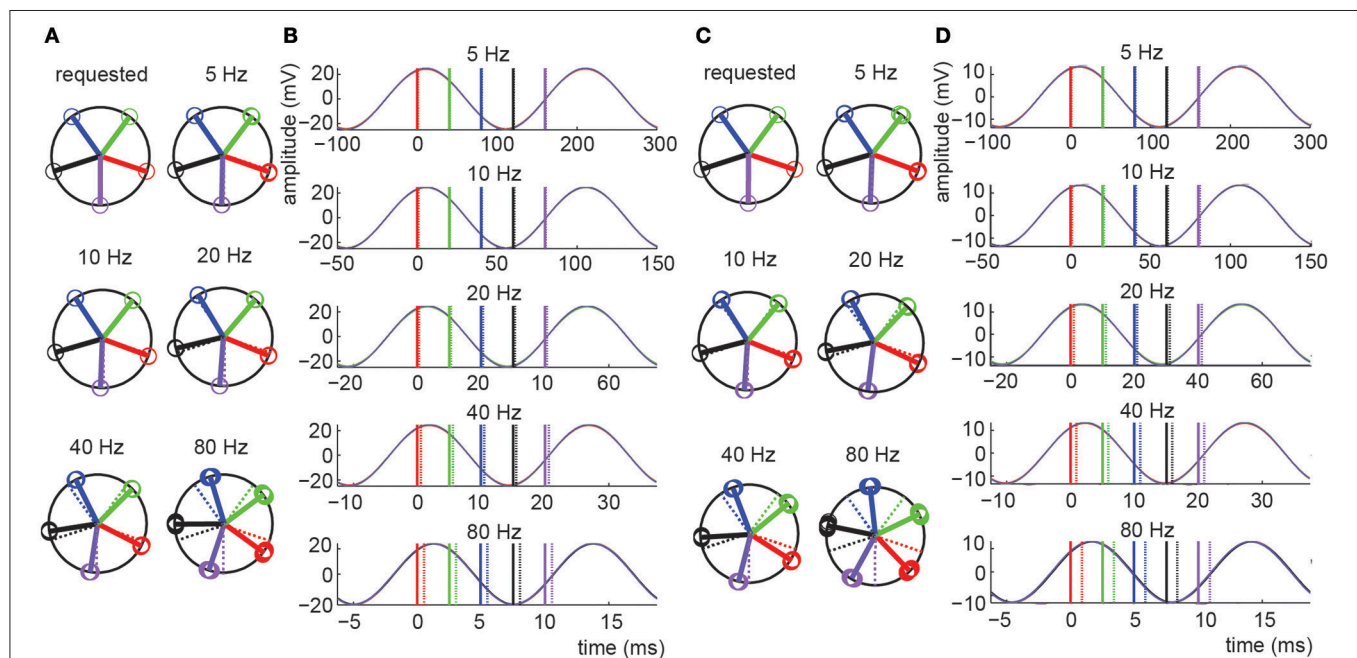 A
requested 5 Hz
10 Hz 20 Hz
40 Hz 80 Hz
B
amplitude (mV)
5 Hz
20
0
−20
−100 0 100 200 300
10 Hz
20
0
−20
−50 0 50 100 150
20 Hz
20
0
−20
−20 0 20 10 60
40 Hz
20
0
−20
−10 0 10 20 30
80 Hz
20
0
−20
−5 0 5 10 15
time (ms)
C
requested 5 Hz
10 Hz 20 Hz
40 Hz 80 Hz
D
amplitude (mV)
5 Hz
10
0
−10
−100 0 100 200 300
10 Hz
10
0
−10
−50 0 50 100 150
20 Hz
10
0
−10
−20 0 20 40 60
40 Hz
10
0
−10
−10 0 10 20 30
80 Hz
10
0
−10
−5 0 5 10 15
time (ms)